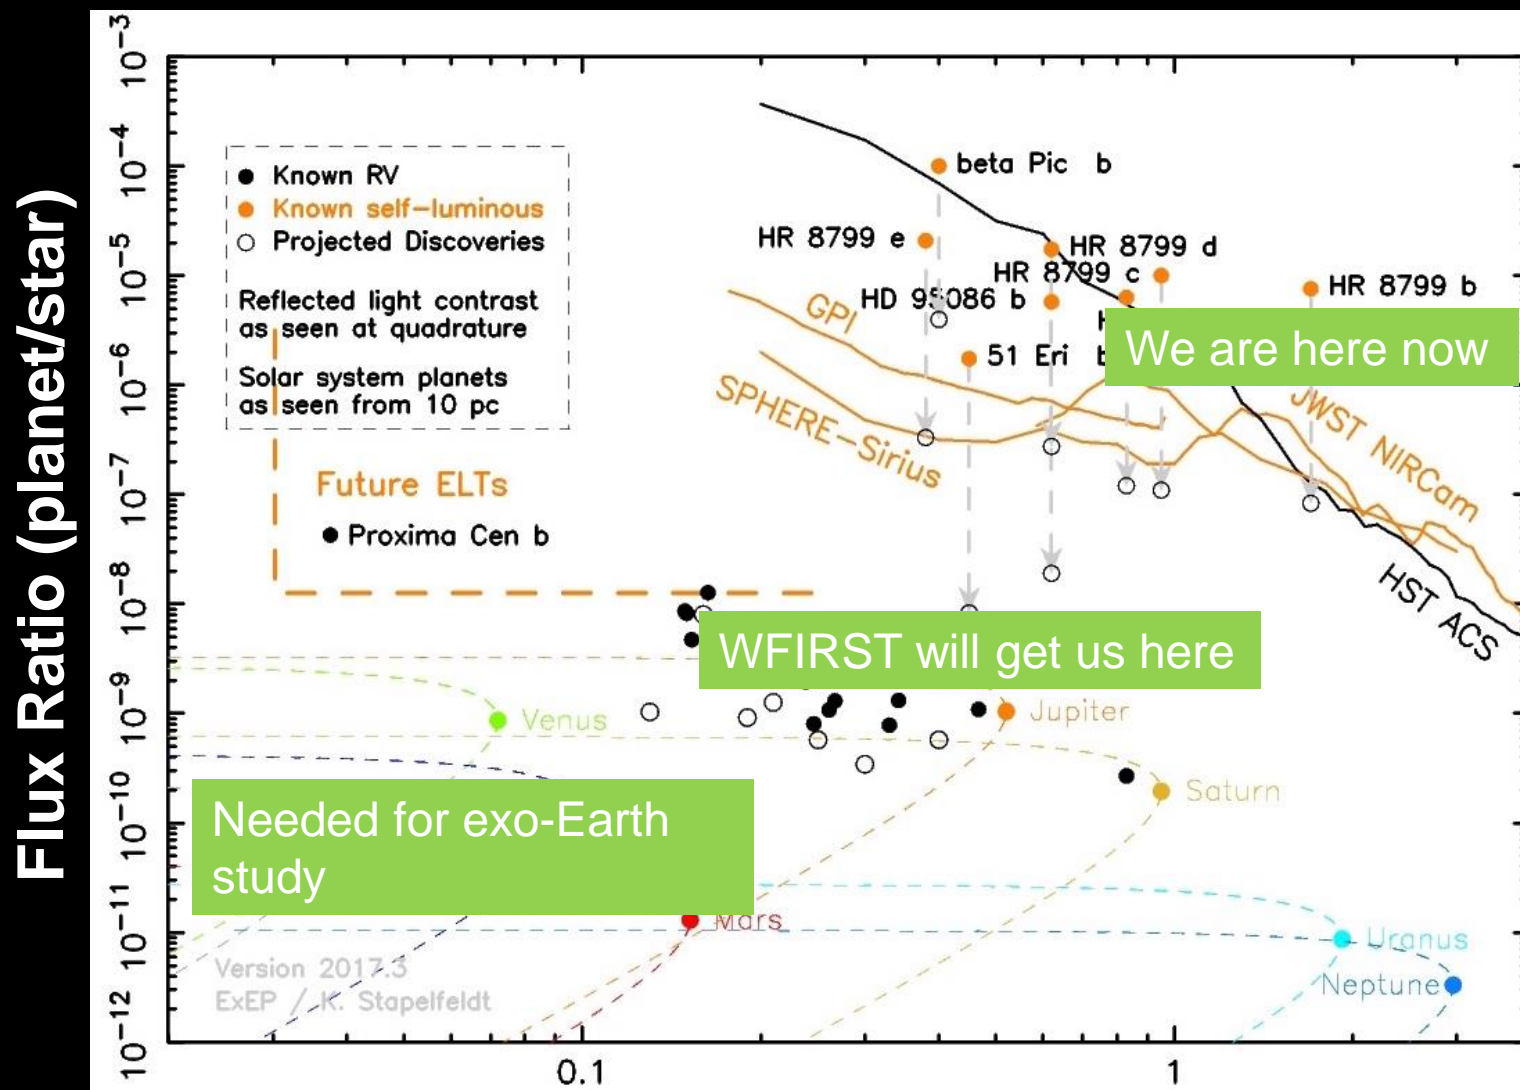 Flux Ratio (planet/star)
10−3
10−4
10−5
10−6
10−7
10−8
10−9
10−10
10−11
10−12
Known RV
Known self−luminous
Projected Discoveries
Reflected light contrast
as seen at quadrature
Solar system planets
as seen from 10 pc
beta Pic b
HR 8799 e
HR 8799 d
HR 8799 c
HD 95086 b
HR 8799 b
GPI
51 Eri b
We are here now
SPHERE−Sirius
JWST NIRCam
Future ELTs
Proxima Cen b
HST ACS
WFIRST will get us here
Venus
Jupiter
Saturn
Needed for exo-Earth
study
Mars
Uranus
Neptune
Version 2017.3
ExEP / K. Stapelfeldt
0.1
1